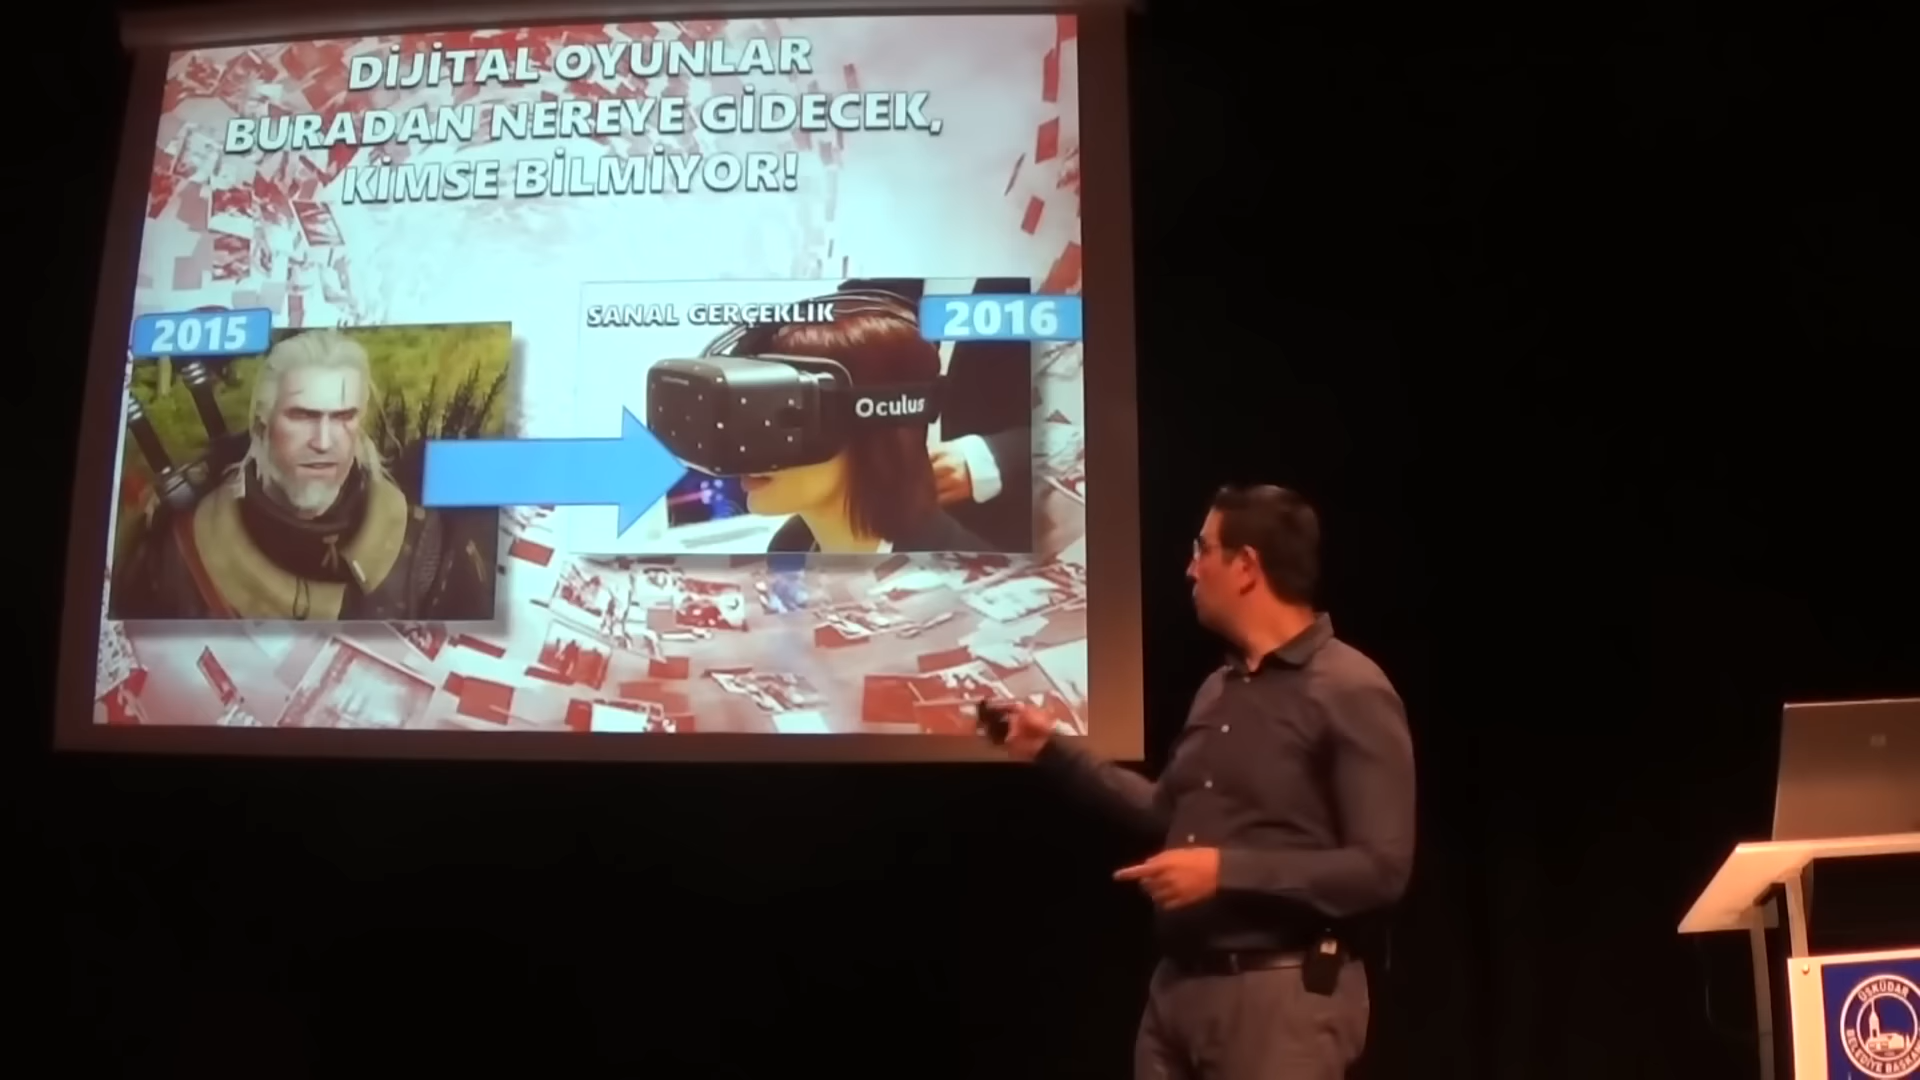 DİJİTAL OYUNLAR
BURADAN NEREYE GİDECEK,
KİMSE BİLMİYOR!
2015
SANAL GERÇEKLİK
2016
Oculus
ÜSKÜDAR